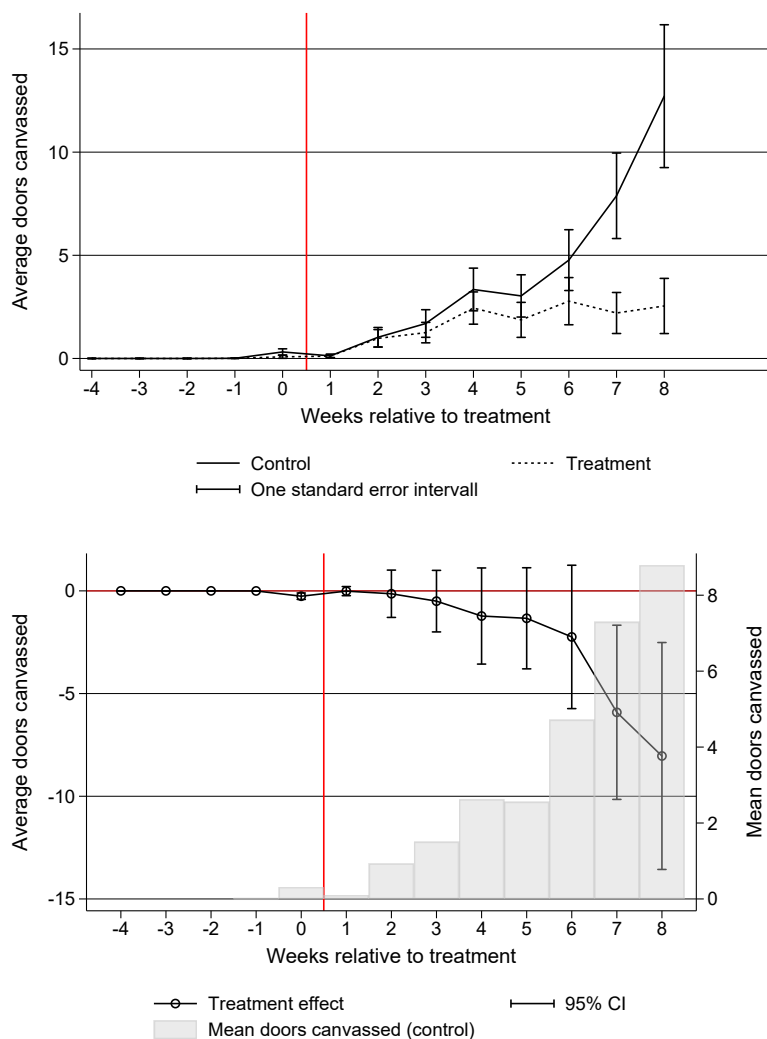 Average doors canvassed
15
10
5
0
-4 -3 -2 -1 0 1 2 3 4 5 6 7 8
Weeks relative to treatment
Control
Treatment
One standard error intervall
Average doors canvassed
0
-5
-10
-15
8
6
4
2
0
Mean doors canvassed
-4 -3 -2 -1 0 1 2 3 4 5 6 7 8
Weeks relative to treatment
Treatment effect
95% CI
Mean doors canvassed (control)